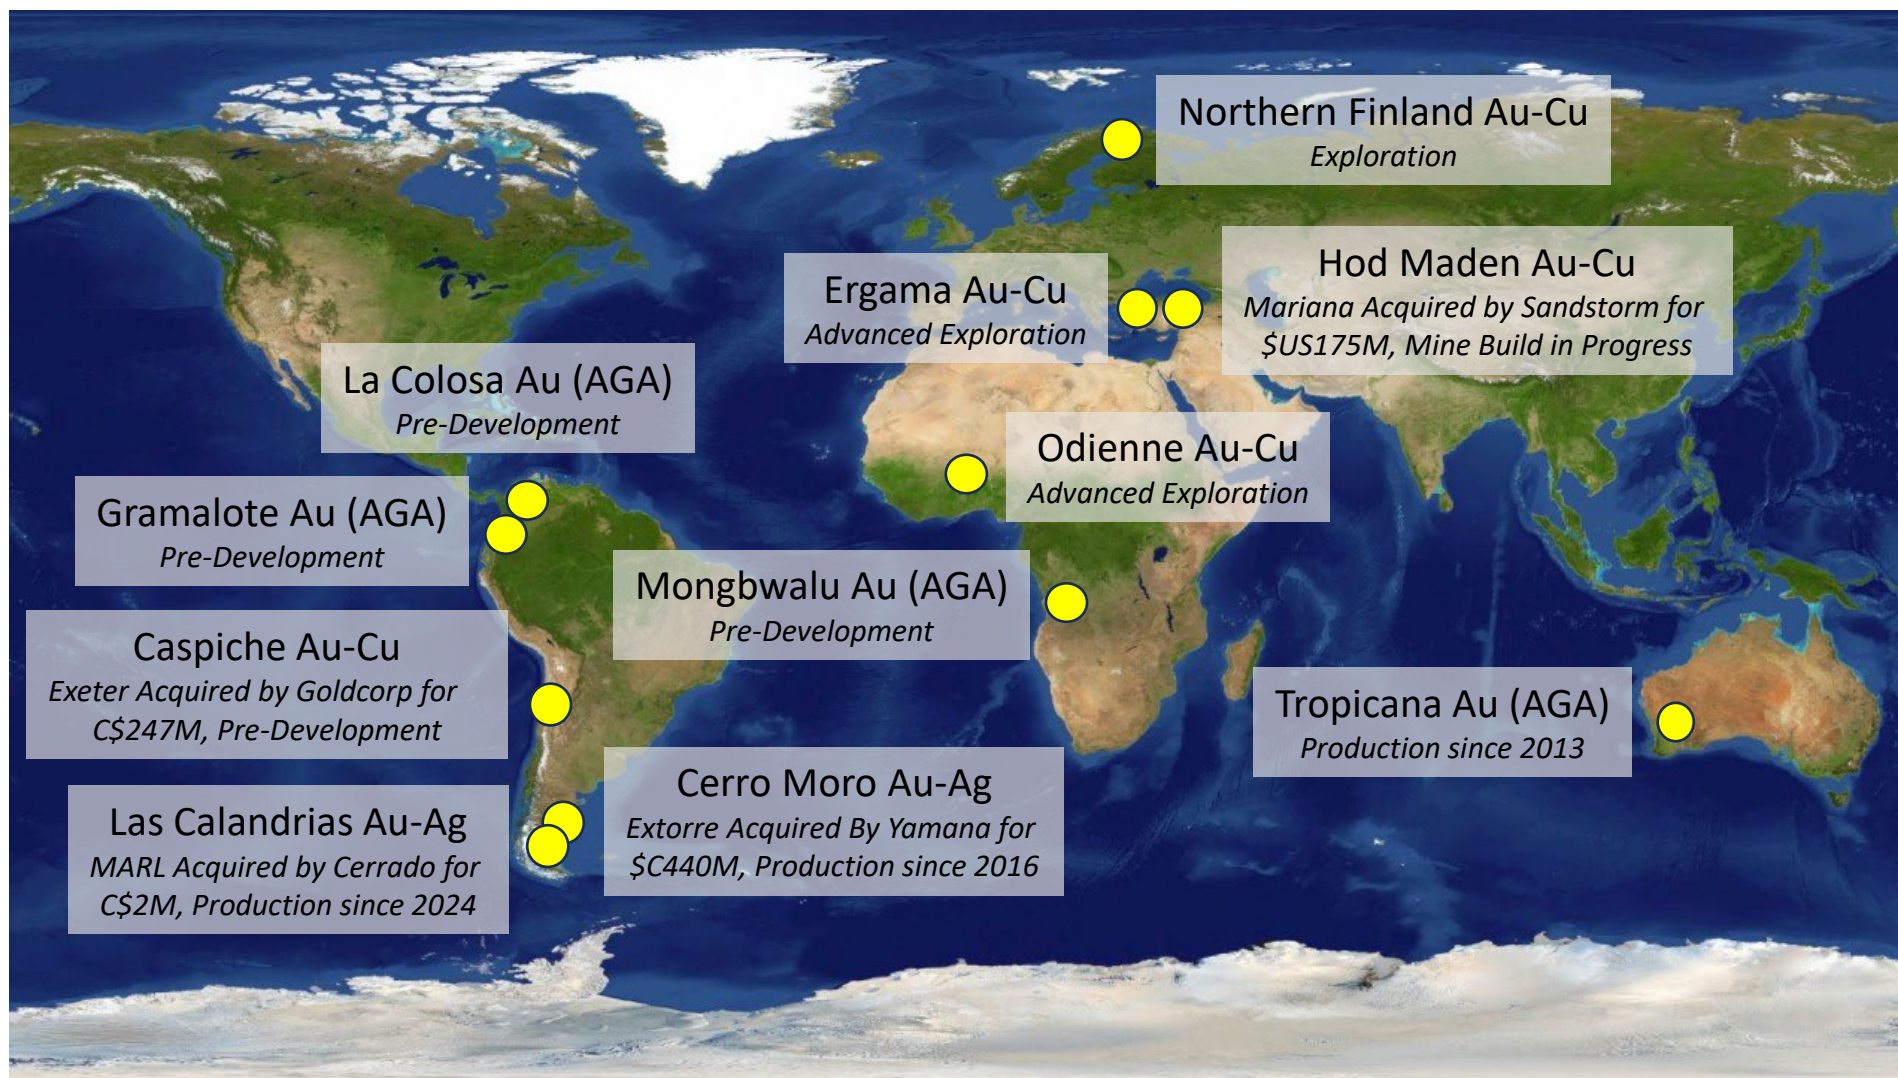 Northern Finland Au-Cu
Exploration
Ergama Au-Cu
Advanced Exploration
Hod Maden Au-Cu
Mariana Acquired by Sandstorm for
$US175M, Mine Build in Progress
La Colosa Au (AGA)
Pre-Development
Odienne Au-Cu
Advanced Exploration
Gramalote Au (AGA)
Pre-Development
Mongbwalu Au (AGA)
Pre-Development
Caspiche Au-Cu
Exeter Acquired by Goldcorp for
C$247M, Pre-Development
Tropicana Au (AGA)
Production since 2013
Cerro Moro Au-Ag
Extorre Acquired By Yamana for
$C440M, Production since 2016
Las Calandrias Au-Ag
MARL Acquired by Cerrado for
C$2M, Production since 2024